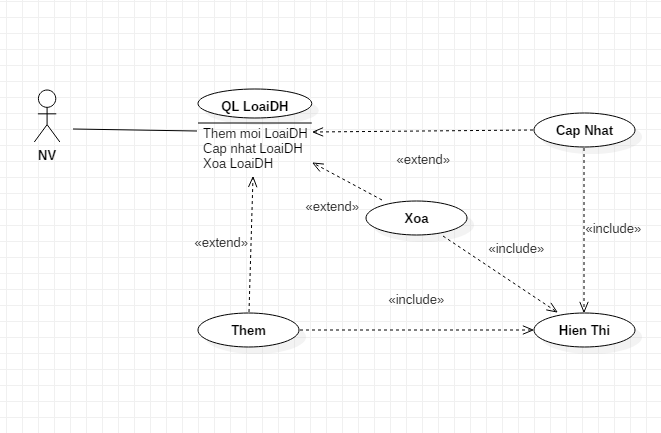 QL LoaiDH
Them moi LoaiDH
Cap nhat LoaiDH
Xoa LoaiDH
NV
Cap Nhat
«extend»
«extend»
Xoa
«include»
«extend»
«include»
«include»
Them
Hien Thi